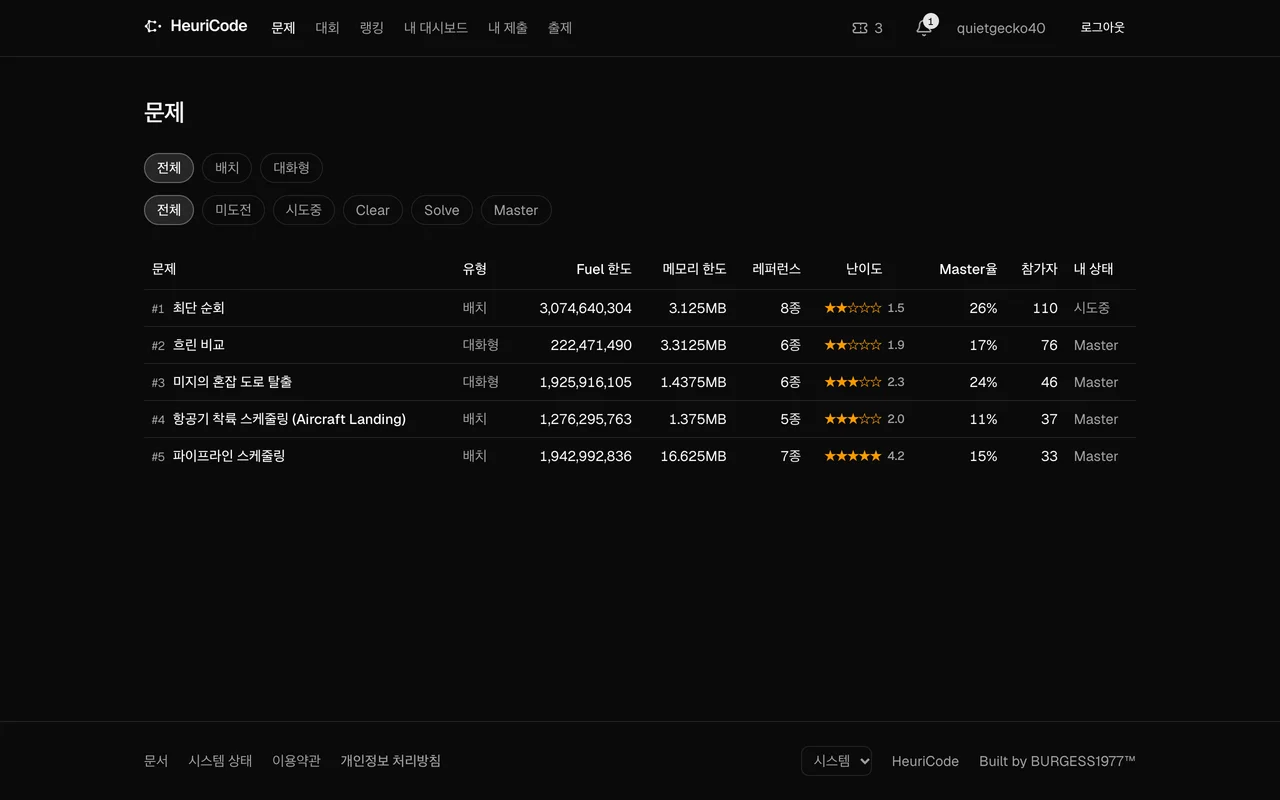 HeuriCode 문제 대회 랭킹 내 대시보드 내 제출 출제 3 1 quietgecko40 로그아웃
문제
전체 배치 대화형
전체 미도전 시도중 Clear Solve Master
문제 유형 Fuel 한도 메모리 한도 레퍼런스 난이도 Master율 참가자 내 상태
#1 최단 순회 배치 3,074,640,304 3.125MB 8종 ★★☆☆☆ 1.5 26% 110 시도중
#2 흐린 비교 대화형 222,471,490 3.3125MB 6종 ★★☆☆☆ 1.9 17% 76 Master
#3 미지의 혼잡 도로 탈출 대화형 1,925,916,105 1.4375MB 6종 ★★★☆☆ 2.3 24% 46 Master
#4 항공기 착륙 스케줄링 (Aircraft Landing) 배치 1,276,295,763 1.375MB 5종 ★★★☆☆ 2.0 11% 37 Master
#5 파이프라인 스케줄링 배치 1,942,992,836 16.625MB 7종 ★★★★★ 4.2 15% 33 Master
문서 시스템 상태 이용약관 개인정보 처리방침 시스템 HeuriCode Built by BURGESS1977™